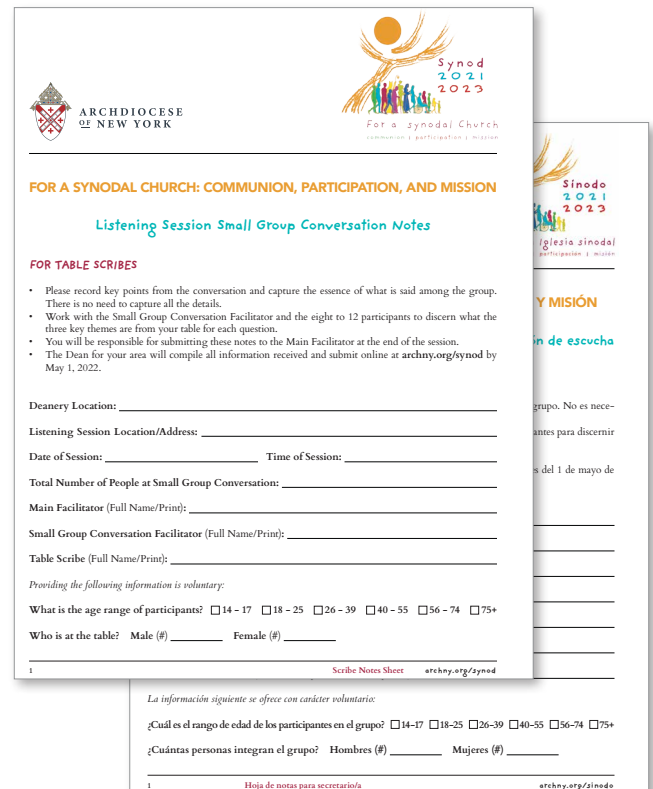 ARCHDIOCESE
OF NEW YORK
Synod
2021
2023
For a synodal Church
communion | participation | mission
FOR A SYNODAL CHURCH: COMMUNION, PARTICIPATION, AND MISSION
Listening Session Small Group Conversation Notes
FOR TABLE SCRIBES
• Please record key points from the conversation and capture the essence of what is said among the group.
There is no need to capture all the details.
• Work with the Small Group Conversation Facilitator and the eight to 12 participants to discern what the
three key themes are from your table for each question.
• You will be responsible for submitting these notes to the Main Facilitator at the end of the session.
• The Dean for your area will compile all information received and submit online at archny.org/synod by
May 1, 2022.
Deanery Location:
Listening Session Location/Address:
Date of Session: Time of Session:
Total Number of People at Small Group Conversation:
Main Facilitator (Full Name/Print):
Small Group Conversation Facilitator (Full Name/Print):
Table Scribe (Full Name/Print):
Providing the following information is voluntary:
What is the age range of participants? 14 – 17 18 – 25 26 – 39 40 – 55 56 – 74 75+
Who is at the table? Male (#) Female (#)
1 Scribe Notes Sheet archny.org/synod
Sínodo
2021
2023
iglesia sinodal
participación | misión
Y MISIÓN
ón de escucha
grupo. No es nece-
antes para discernir
s del 1 de mayo de
La información siguiente se ofrece con carácter voluntario:
¿Cuál es el rango de edad de los participantes en el grupo? 14–17 18–25 26–39 40–55 56–74 75+
¿Cuántas personas integran el grupo? Hombres (#) Mujeres (#)
1 Hoja de notas para secretario/a archny.org/sinodo